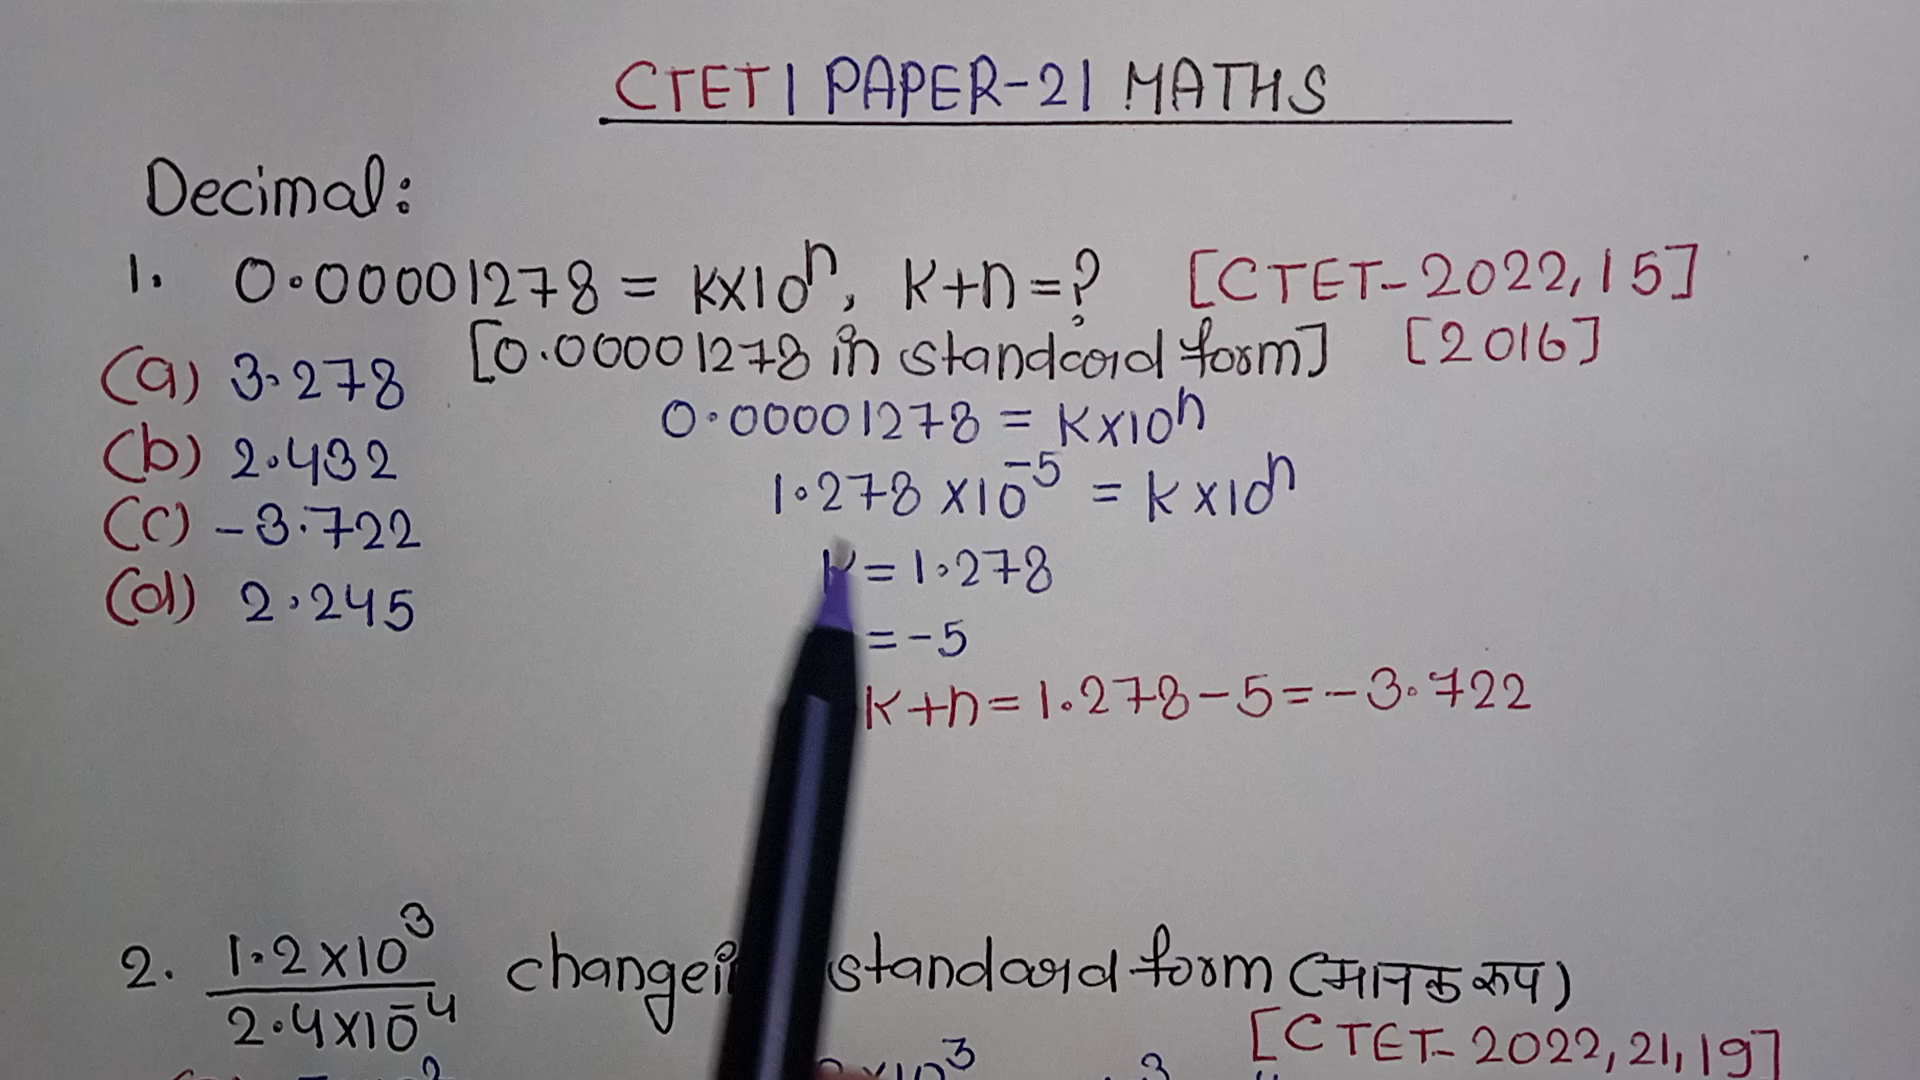 CTET | PAPER-2 | MATHS
Decimal:
1. 0.00001278 = K×10ⁿ, K+n=? [CTET-2022,15]
[0.00001278 in standard form] [2016]
(a) 3.278
(b) 2.432
(c) -3.722
(d) 2.245
0.00001278 = K×10ⁿ
1.278×10⁻⁵ = K×10ⁿ
K=1.278
=-5
K+n=1.278-5=-3.722
2. 1.2×10³/2.4×10⁻⁴ change standard form (मानक रूप)
[CTET-2022,21,19]